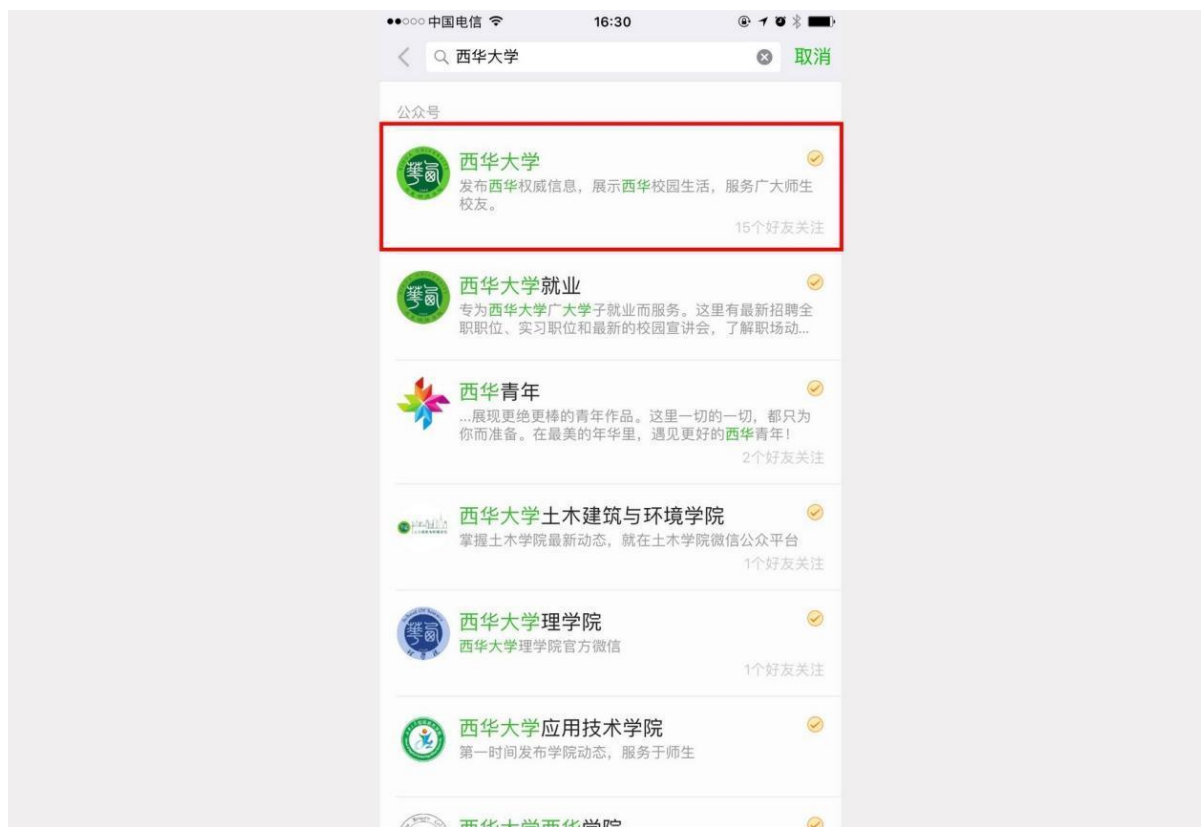 中国电信 16:30
西华大学 取消
公众号
西华大学
发布西华权威信息，展示西华校园生活，服务广大师生
校友。
15个好友关注
西华大学就业
专为西华大学广大学子就业而服务。这里有最新招聘全
职职位、实习职位和最新的校园宣讲会，了解职场动...
西华青年
...展现更绝更棒的青年作品。这里一切的一切，都只为
你而准备。在最美的年华里，遇见更好的西华青年！
2个好友关注
西华大学土木建筑与环境学院
掌握土木学院最新动态，就在土木学院微信公众平台
1个好友关注
西华大学理学院
西华大学理学院官方微信
1个好友关注
西华大学应用技术学院
第一时间发布学院动态，服务于师生
西华大学西华学院